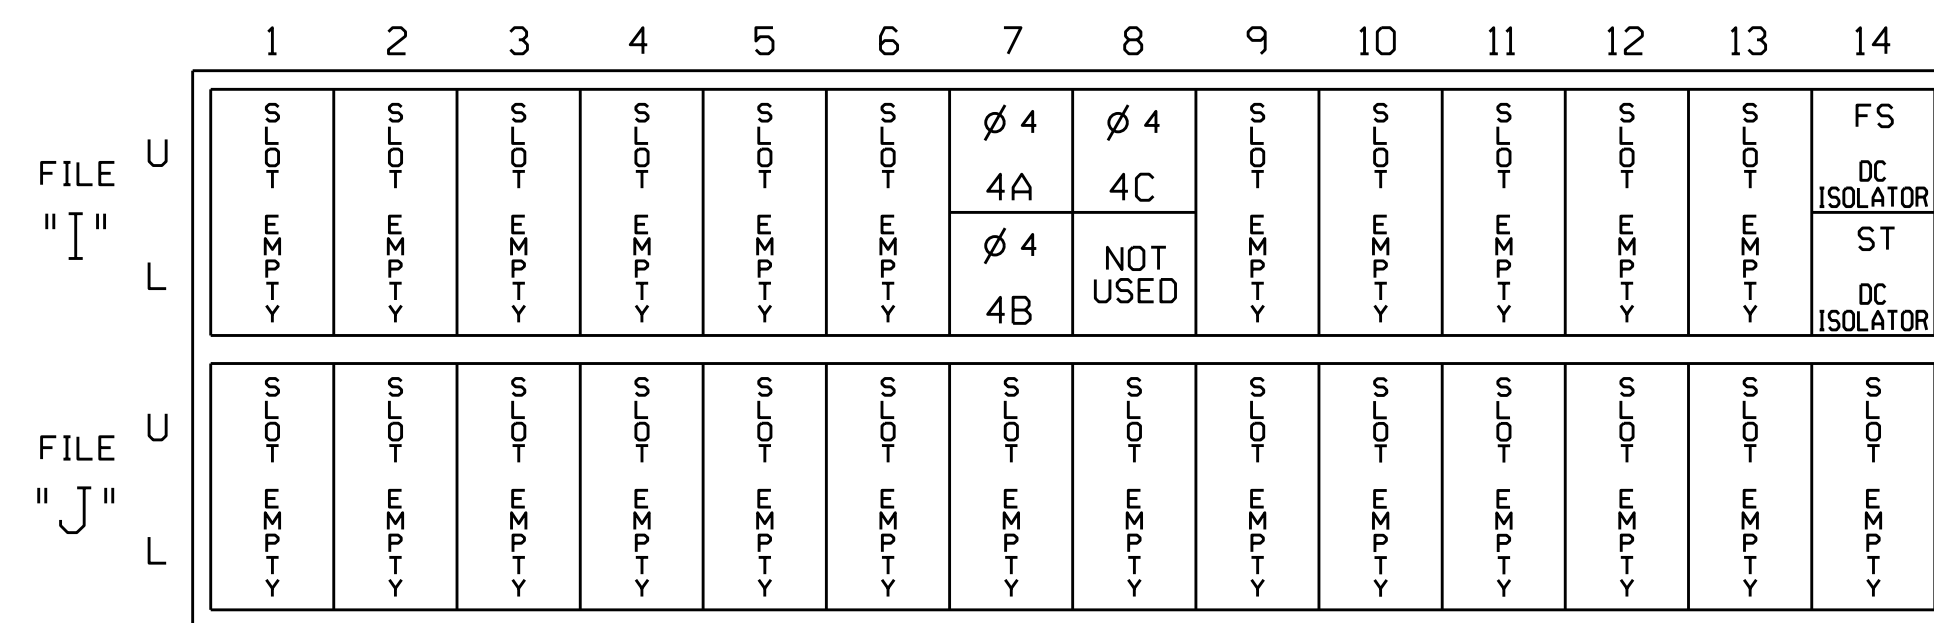 1 2 3 4 5 6 7 8 9 10 11 12 13 14
FILE "I"
U
L
SLOT EMPTY
SLOT EMPTY
SLOT EMPTY
SLOT EMPTY
SLOT EMPTY
SLOT EMPTY
Ø 4
4A
Ø 4
4B
Ø 4
4C
NOT
USED
SLOT EMPTY
SLOT EMPTY
SLOT EMPTY
SLOT EMPTY
SLOT EMPTY
FS
DC
ISOLATOR
ST
DC
ISOLATOR
FILE "J"
U
L
SLOT EMPTY
SLOT EMPTY
SLOT EMPTY
SLOT EMPTY
SLOT EMPTY
SLOT EMPTY
SLOT EMPTY
SLOT EMPTY
SLOT EMPTY
SLOT EMPTY
SLOT EMPTY
SLOT EMPTY
SLOT EMPTY
SLOT EMPTY